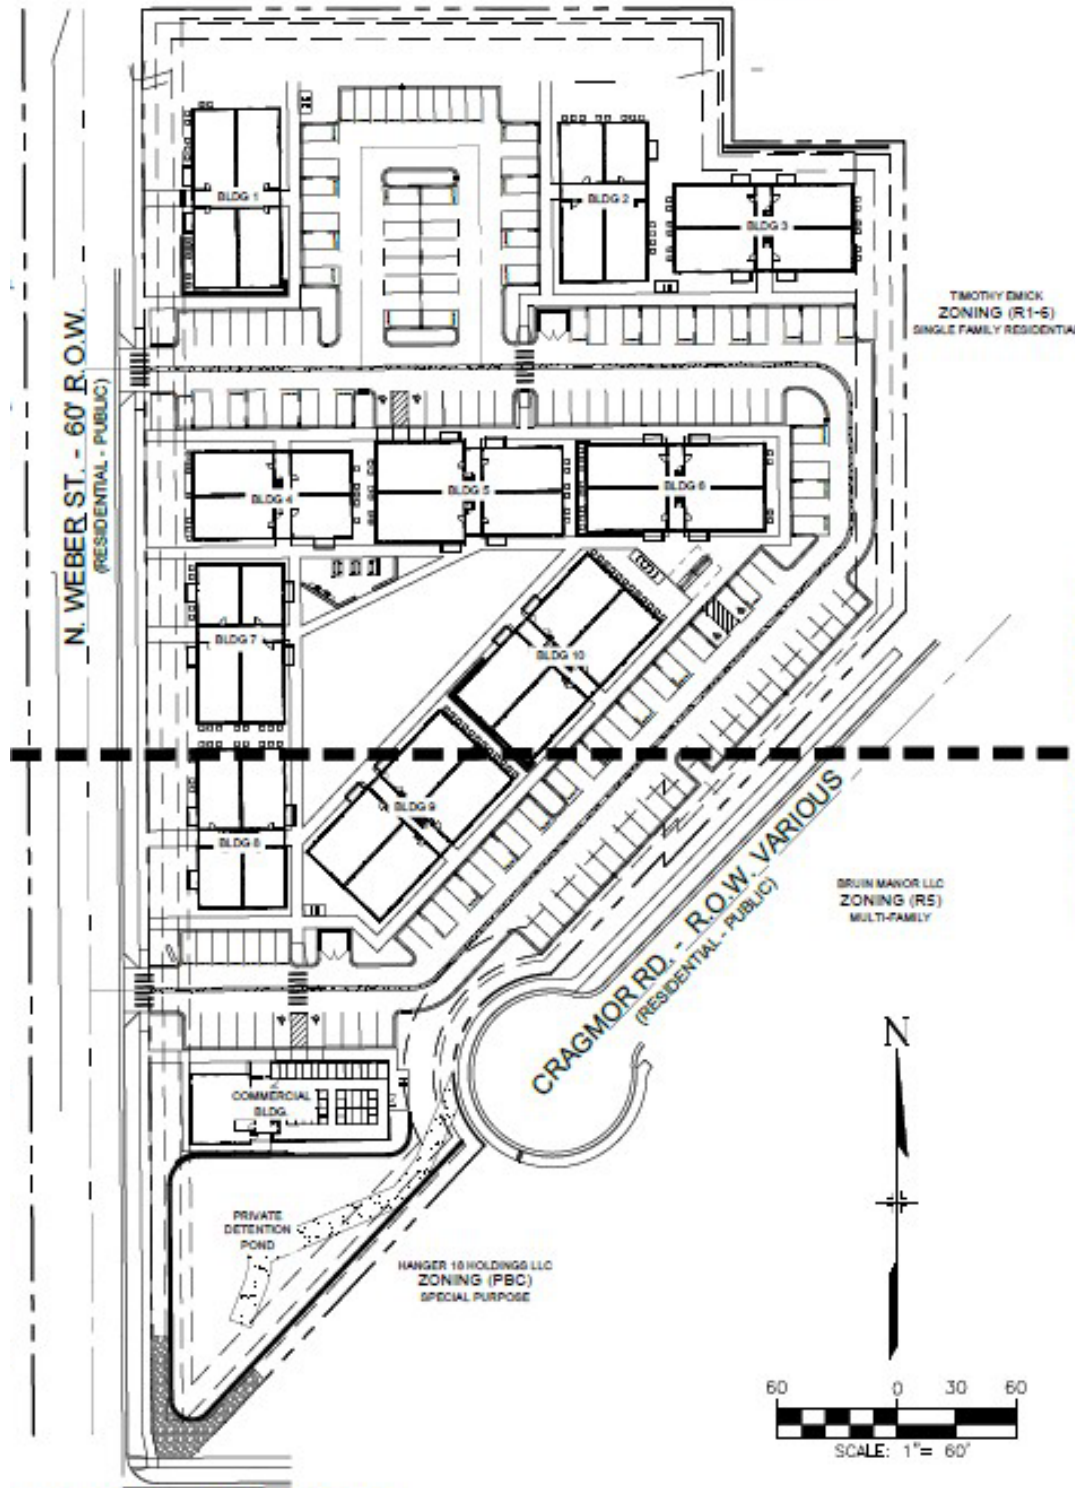 BLDG 1
BLDG 2
BLDG 3
TIMOTHY EMICK
ZONING (R1-6)
SINGLE FAMILY RESIDENTIAL
N. WEBER ST. - 60' R.O.W.
(RESIDENTIAL - PUBLIC)
BLDG 4
BLDG 5
BLDG 6
BLDG 7
BLDG 10
BLDG 9
BLDG 8
CRAGMOR RD. - R.O.W. VARIOUS
(RESIDENTIAL - PUBLIC)
BRUIN MANOR LLC
ZONING (R5)
MULTI-FAMILY
N
COMMERCIAL
BLDG.
PRIVATE
DETENTION
POND
HANGER 18 HOLDINGS LLC
ZONING (PBC)
SPECIAL PURPOSE
60 0 30 60
SCALE: 1"= 60'